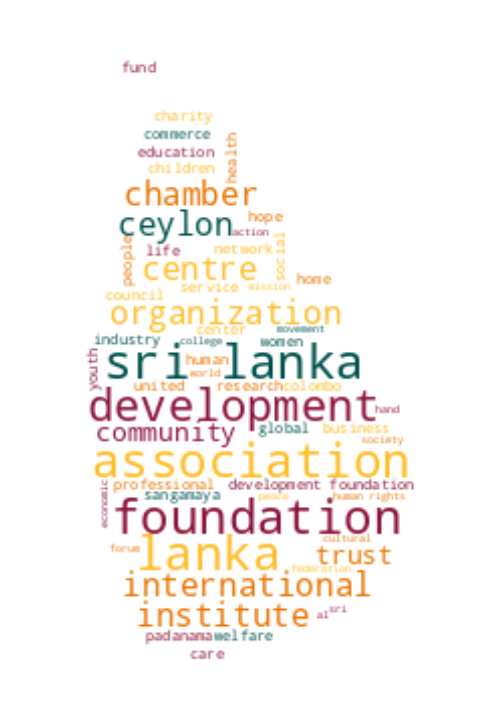 fund
charity
commerce
education
health
children
chamber
ceylon
hope
action
people
life
network
social
centre
home
service
mission
council
organization
center
movement
industry
college
women
sri lanka
youth
human
world
united
research
colombo
development
hand
community
global
business
society
association
professional
development foundation
economic
sangamaya
peace
human rights
foundation
cultural
forum
lanka
trust
federation
international
institute
al
sri
padanama
welfare
care